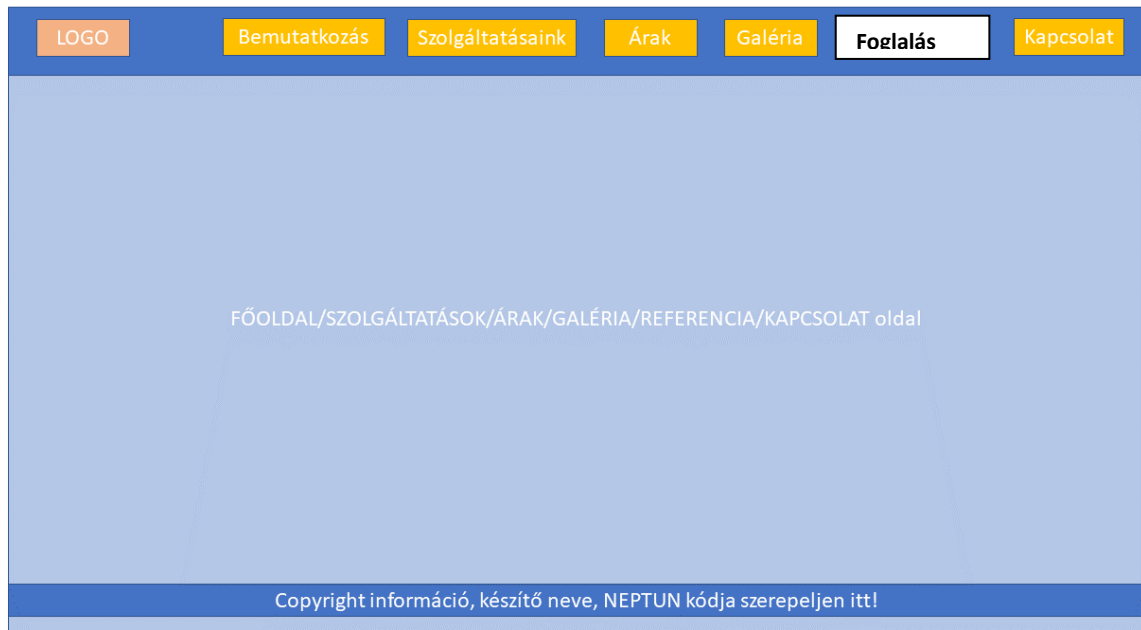 LOGO
Bemutatkozás
Szolgáltatásaink
Árak
Galéria
Foglalás
Kapcsolat
FŐOLDAL/SZOLGÁLTATÁSOK/ÁRAK/GALÉRIA/REFERENCIA/KAPCSOLAT oldal
Copyright információ, készítő neve, NEPTUN kódja szerepeljen itt!